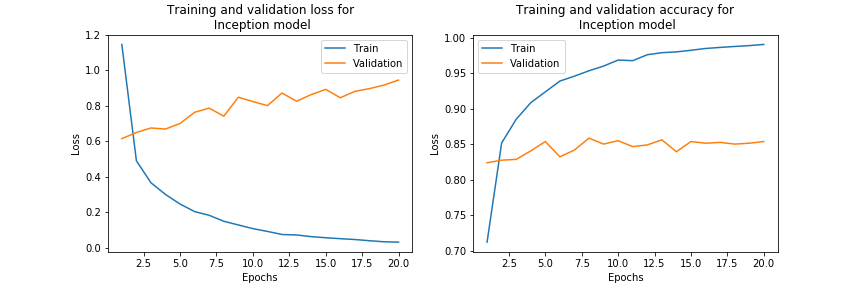 Training and validation loss for
Inception model
1.2
1.0
0.8
0.6
0.4
0.2
0.0
Loss
Train
Validation
2.5 5.0 7.5 10.0 12.5 15.0 17.5 20.0
Epochs
Training and validation accuracy for
Inception model
1.00
0.95
0.90
0.85
0.80
0.75
0.70
Loss
Train
Validation
2.5 5.0 7.5 10.0 12.5 15.0 17.5 20.0
Epochs